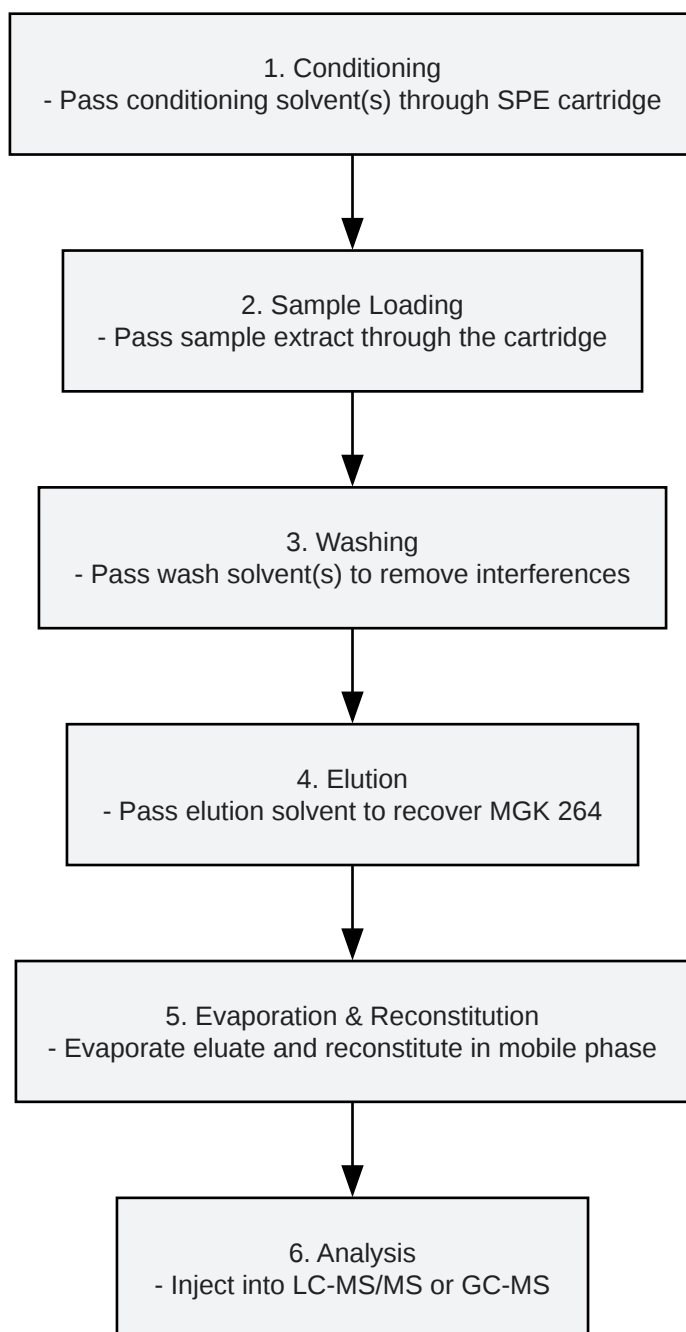 1. Conditioning
- Pass conditioning solvent(s) through SPE cartridge
2. Sample Loading
- Pass sample extract through the cartridge
3. Washing
- Pass wash solvent(s) to remove interferences
4. Elution
- Pass elution solvent to recover MGK 264
5. Evaporation & Reconstitution
- Evaporate eluate and reconstitute in mobile phase
6. Analysis
- Inject into LC-MS/MS or GC-MS